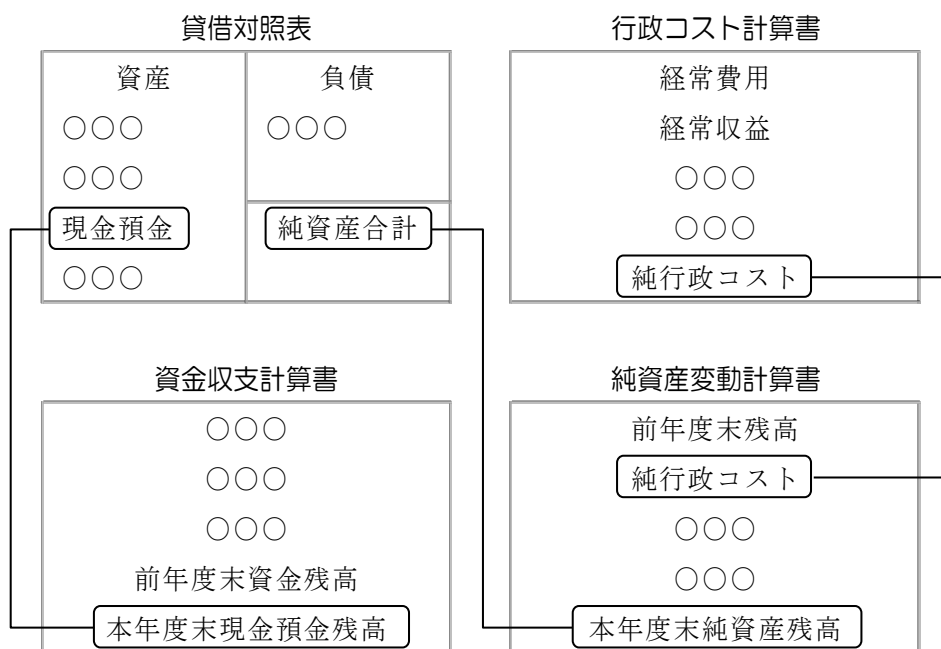 貸借対照表
資産
○○○
○○○
現金預金
○○○
負債
○○○
純資産合計
行政コスト計算書
経常費用
経常収益
○○○
○○○
純行政コスト
資金収支計算書
○○○
○○○
○○○
前年度末資金残高
本年度末現金預金残高
純資産変動計算書
前年度末残高
純行政コスト
○○○
○○○
本年度末純資産残高